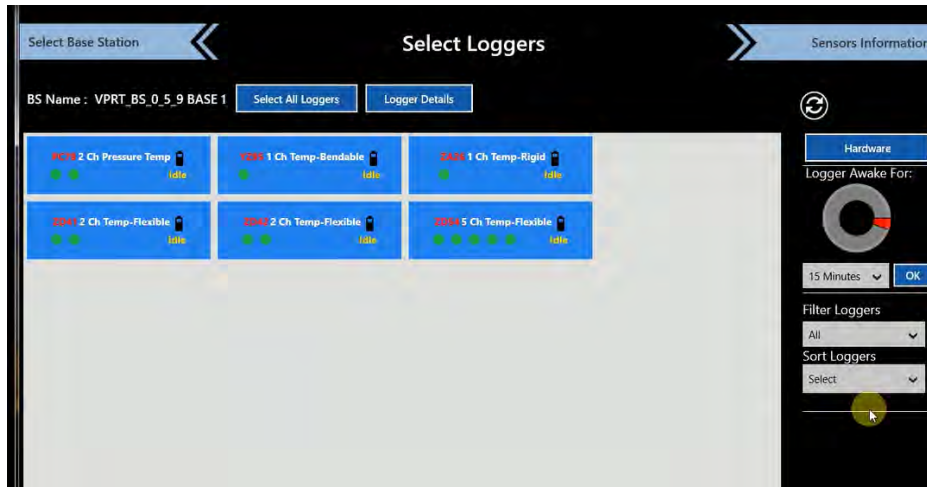 Select Base Station
Select Loggers
Sensors Information
BS Name : VPRT_BS_0_5_9 BASE 1
Select All Loggers
Logger Details
2 Ch Pressure Temp
Idle
1 Ch Temp-Bendable
Idle
1 Ch Temp-Rigid
Idle
2 Ch Temp-Flexible
Idle
2 Ch Temp-Flexible
Idle
5 Ch Temp-Flexible
Idle
Hardware
Logger Awake For:
15 Minutes
OK
Filter Loggers
All
Sort Loggers
Select